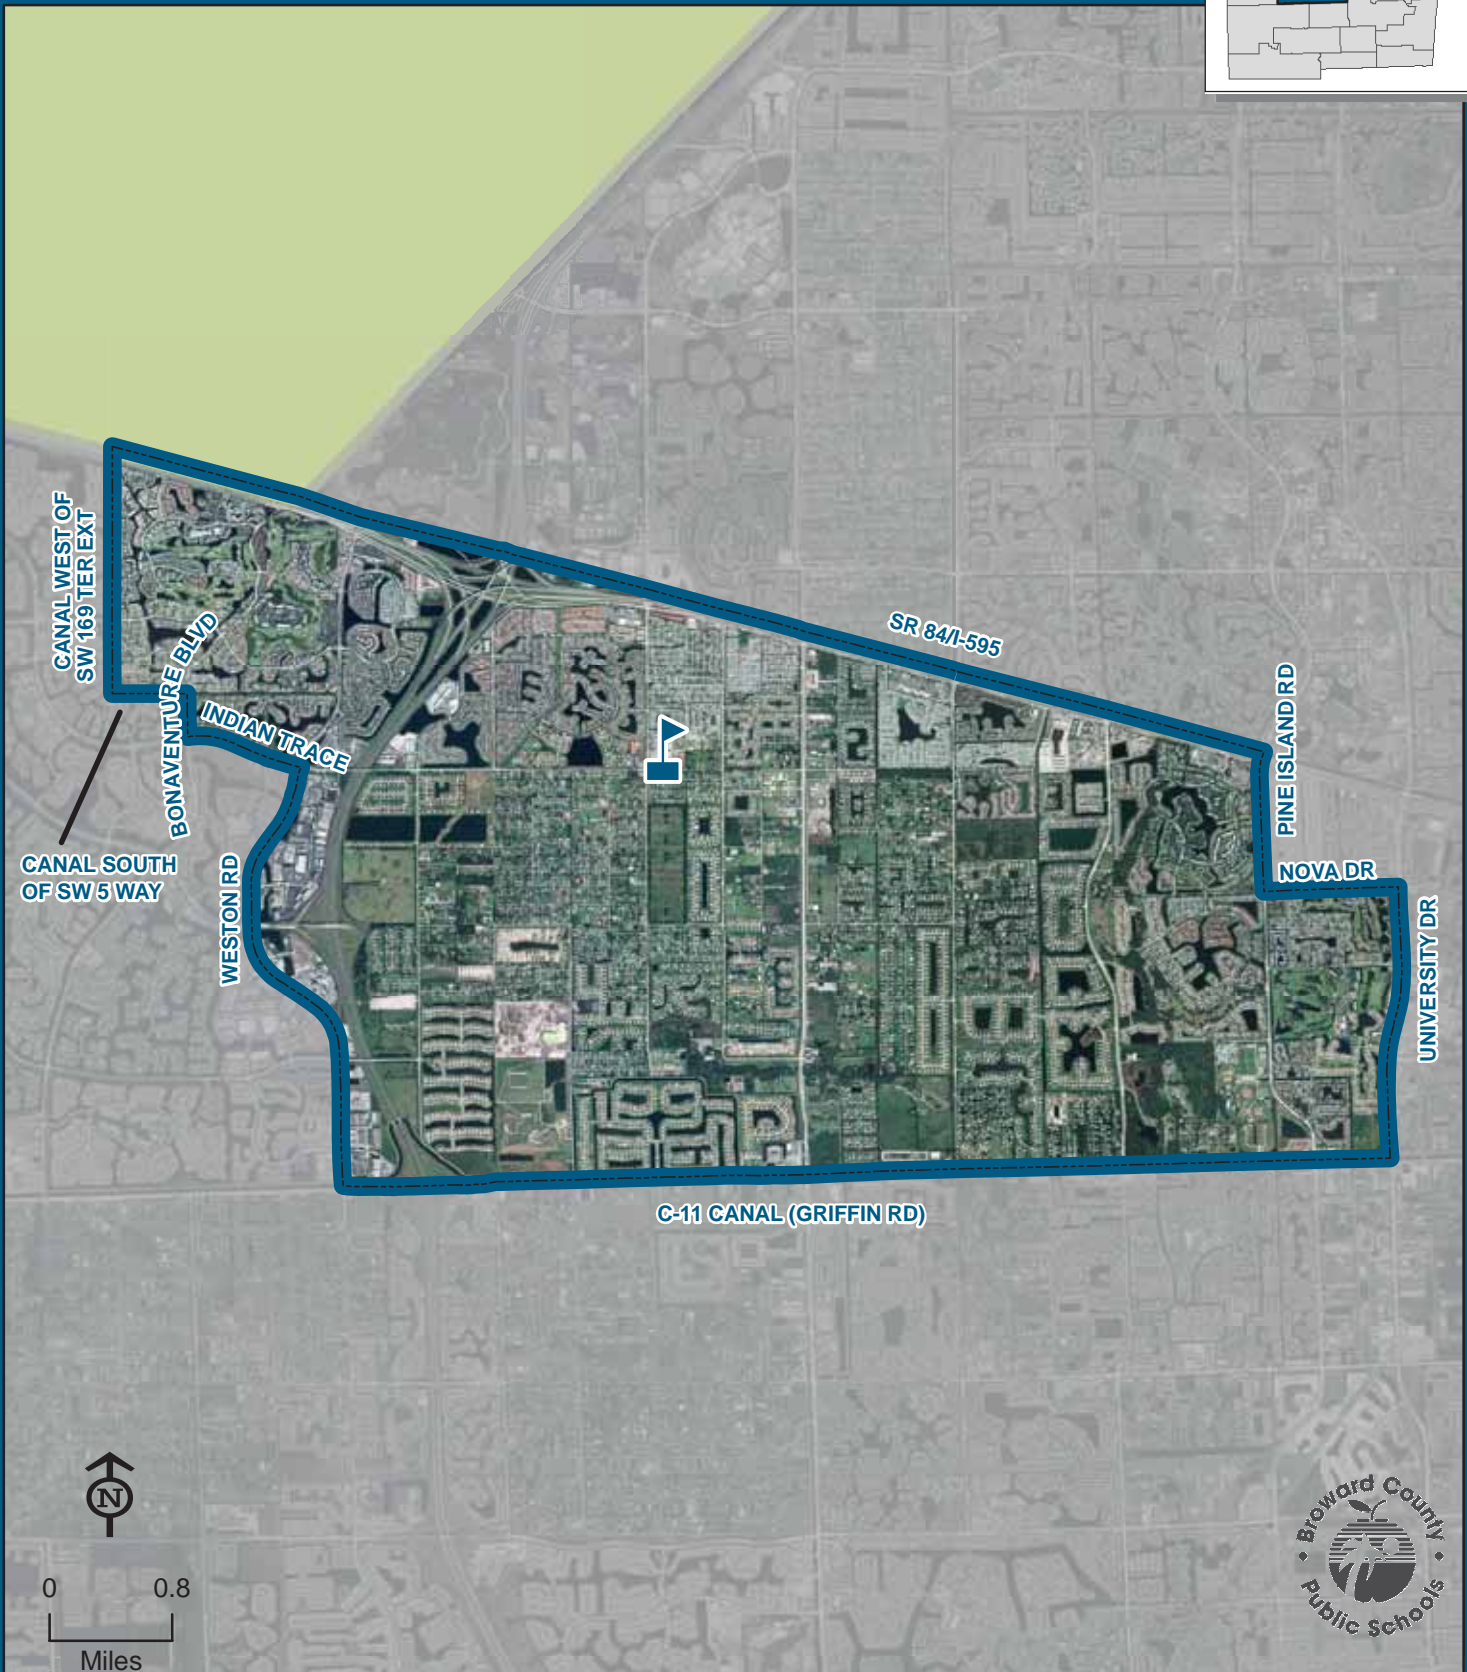 CANAL WEST OF
SW 169 TER EXT
BONAVENTURE BLVD
INDIAN TRACE
SR 84/I-595
PINE ISLAND RD
CANAL SOUTH
OF SW 5 WAY
WESTON RD
NOVA DR
UNIVERSITY DR
C-11 CANAL (GRIFFIN RD)
N
0 0.8
Miles
Broward County
Public Schools